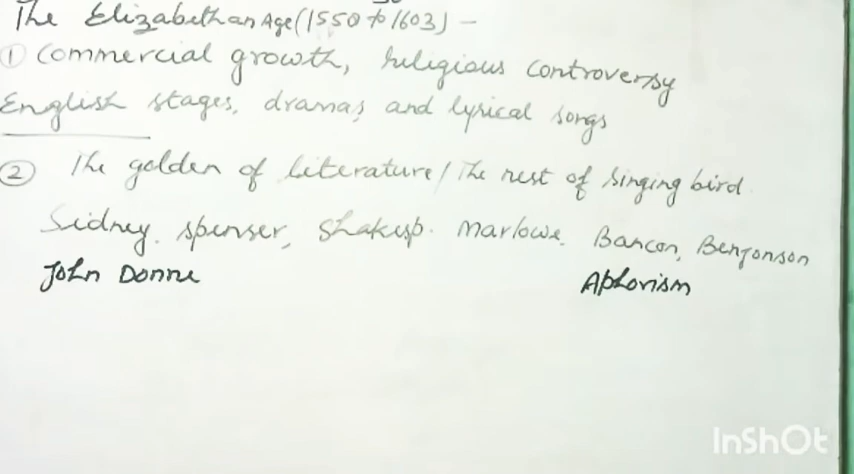 The Elizabethan Age (1550 to 1603) -
① Commercial growth, religious controversy
English stages, dramas, and lyrical songs
② The golden of literature / The nest of singing bird
Sidney, spenser, Shakesp. Marlowe, Bancon, Benjonson
John Donne Aphorism
InShOt